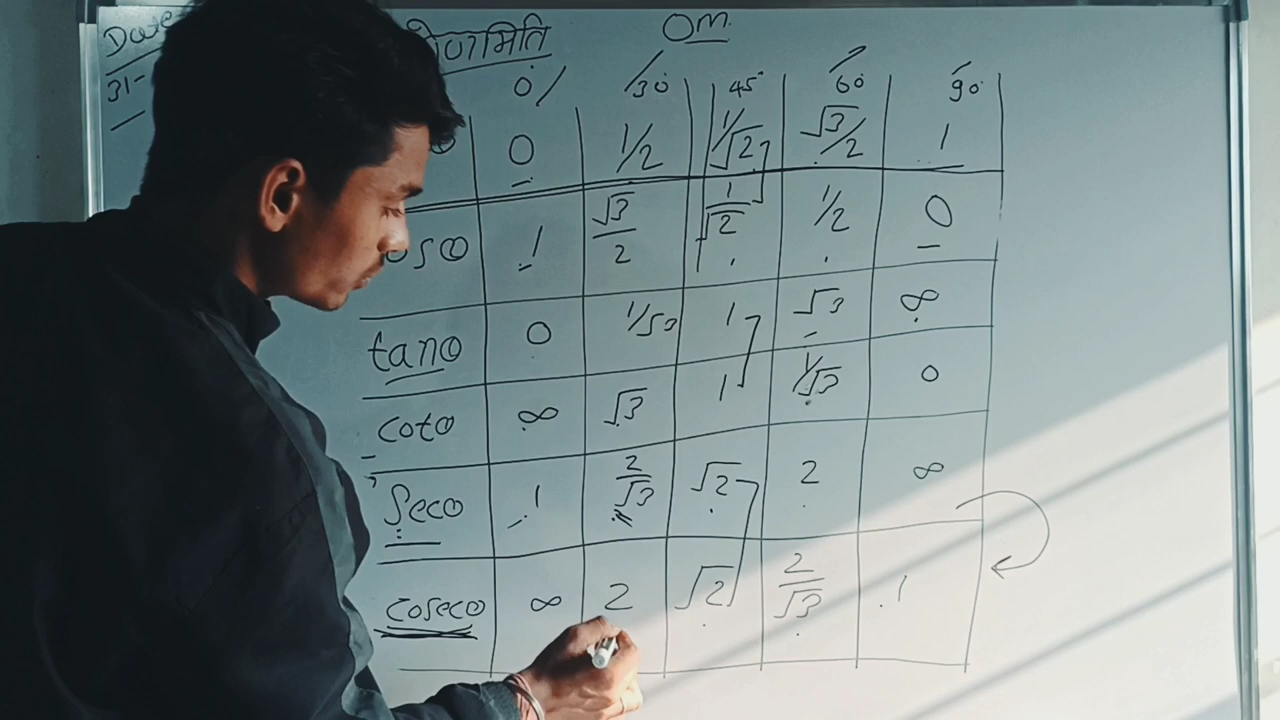 Date
31-
Om
0° 30° 45° 60° 90°
0 1/2 1/√2 √3/2 1
1 √3/2 1/√2 1/2 0
tanθ 0 1/√3 1 √3 ∞
cotθ ∞ √3 1 1/√3 0
Secθ 1 2/√3 √2 2 ∞
cosecθ ∞ 2 √2 2/√3 1